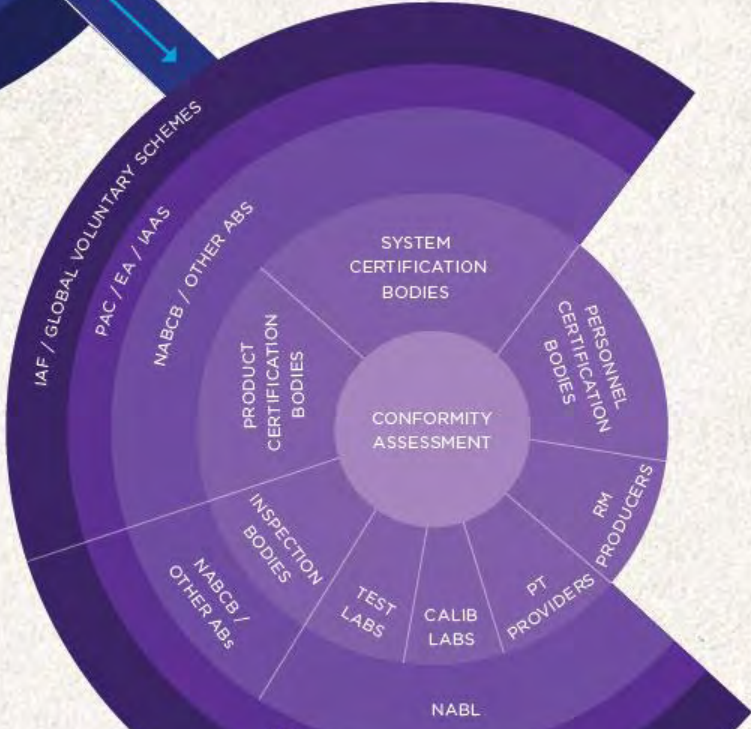 IAF / GLOBAL VOLUNTARY SCHEMES
PAC / EA / IAAS
NABCB / OTHER ABS
SYSTEM
CERTIFICATION
BODIES
PERSONNEL
CERTIFICATION
BODIES
PRODUCT
CERTIFICATION
BODIES
CONFORMITY
ASSESSMENT
RM
PRODUCERS
INSPECTION
BODIES
PT
PROVIDERS
TEST
LABS
CALIB
LABS
NABCB /
OTHER ABs
NABL